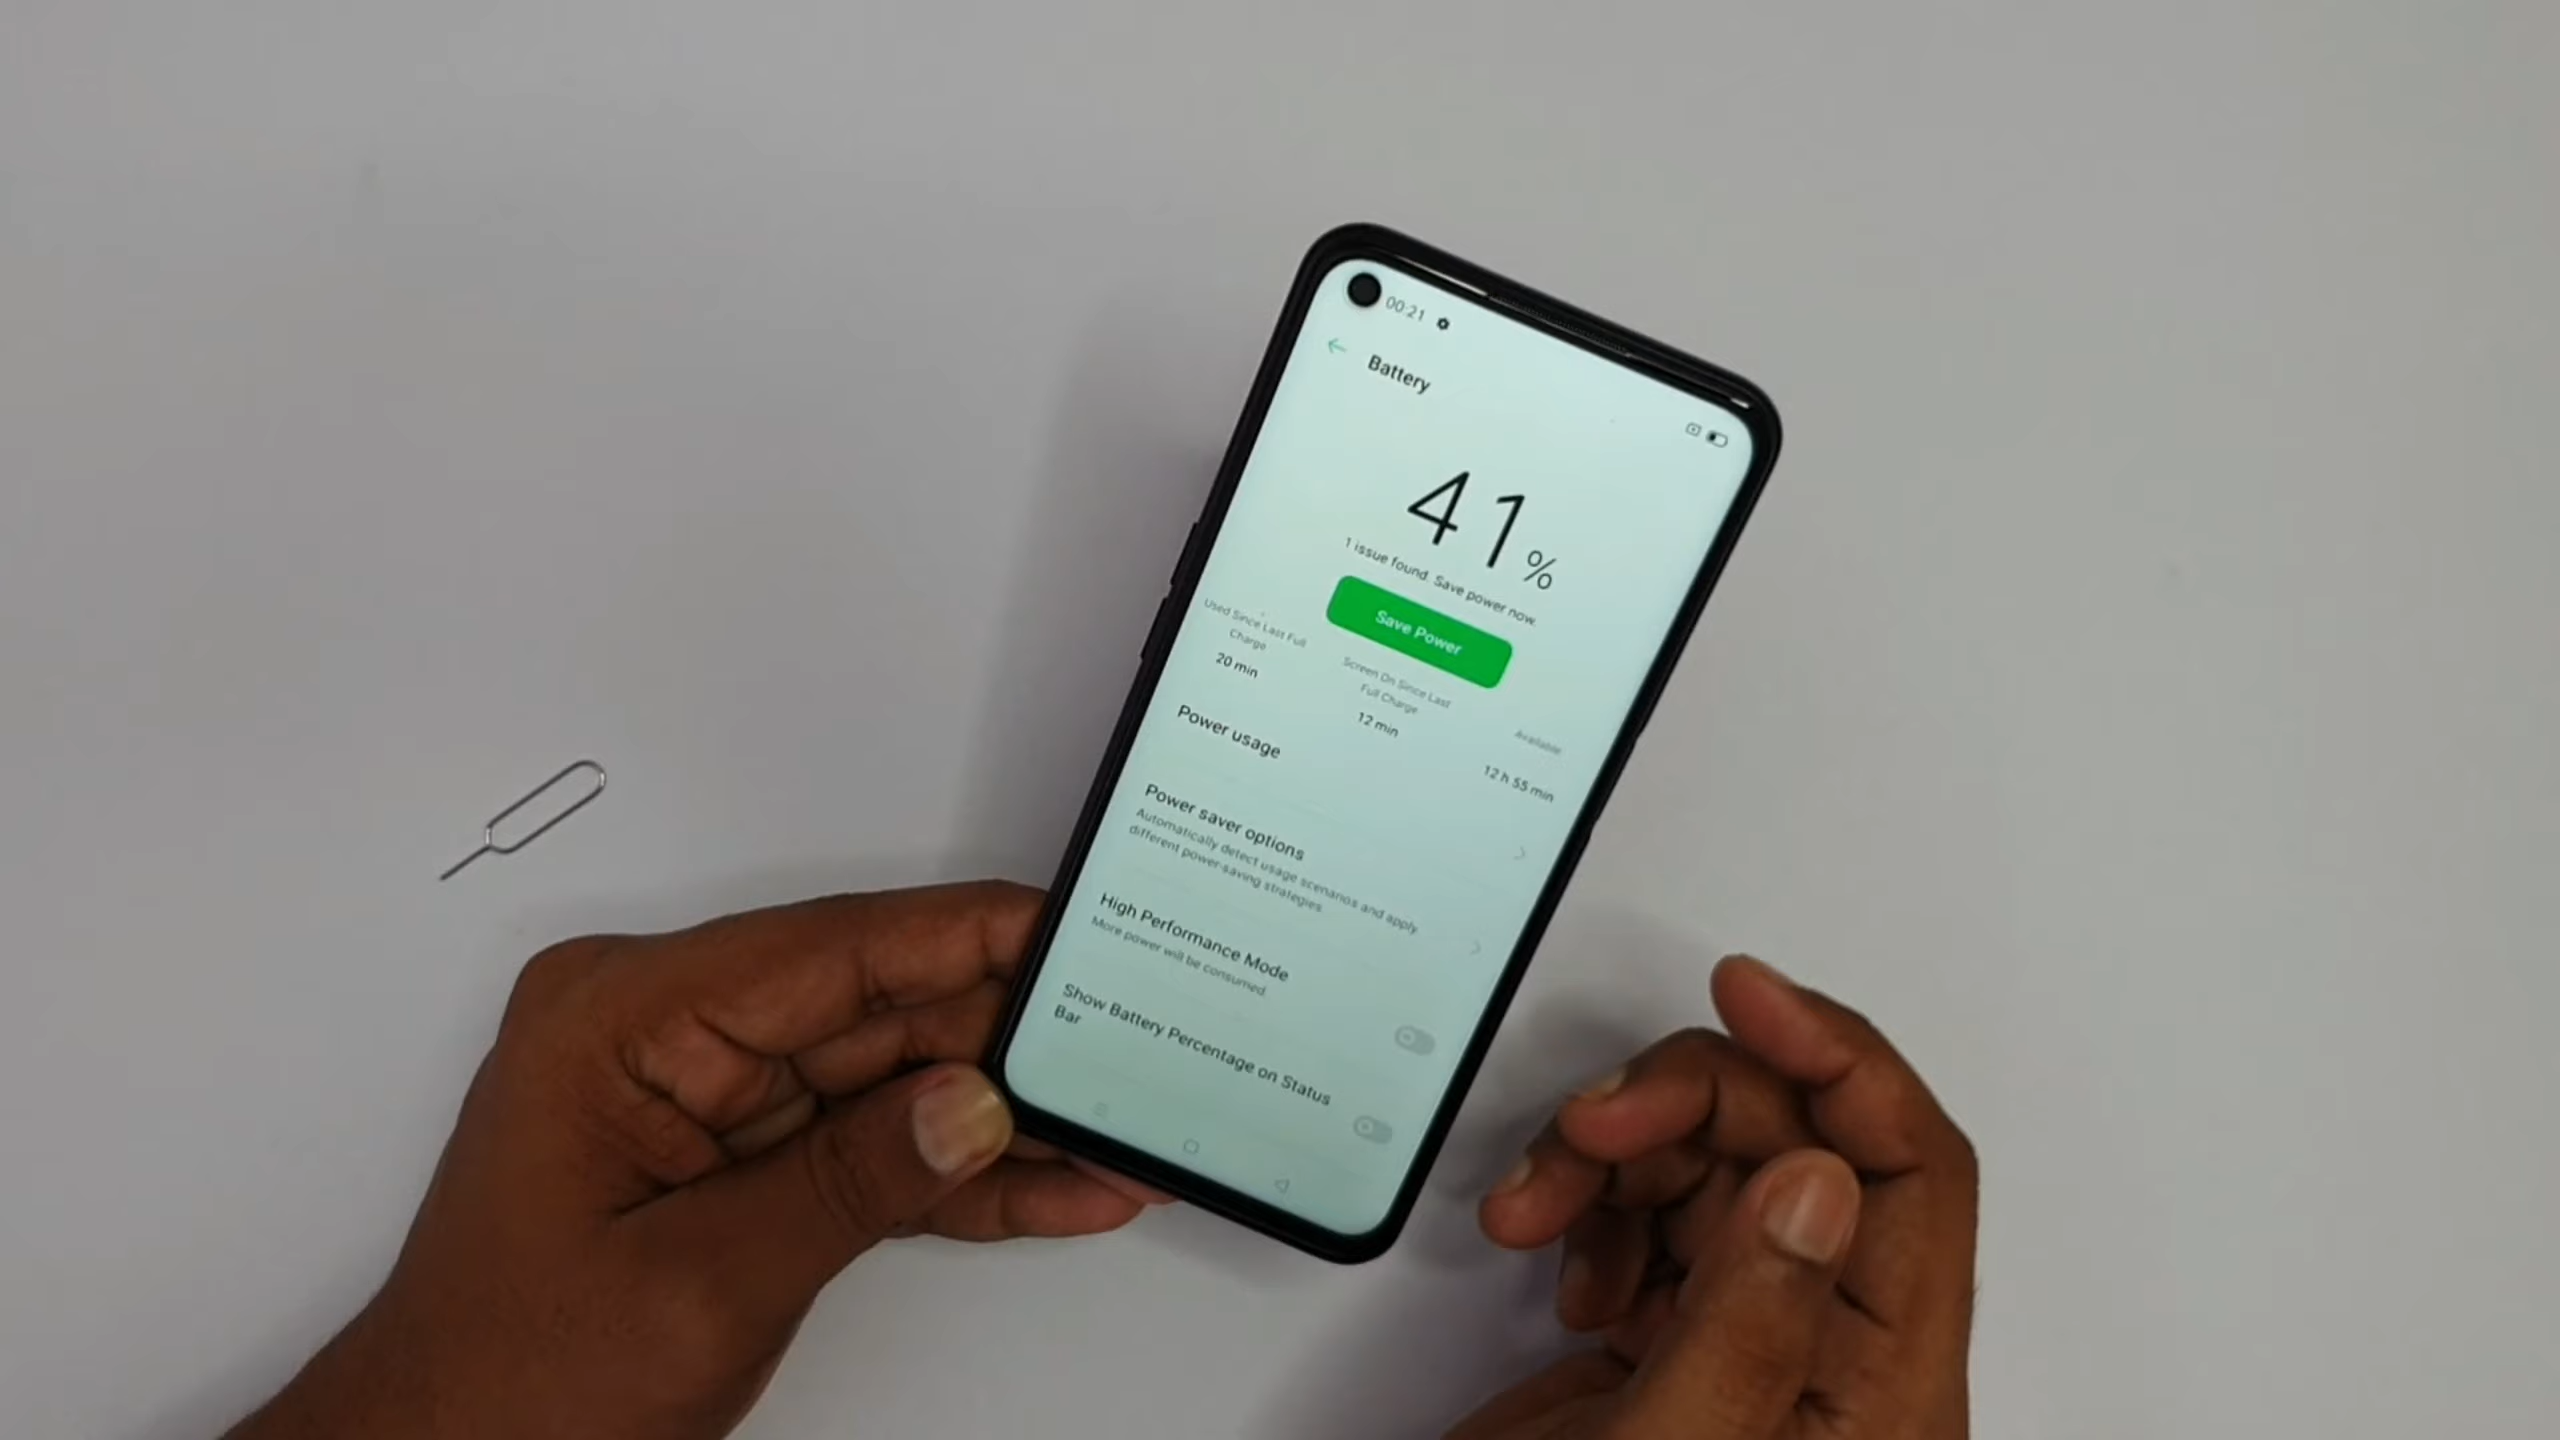 00:21
Battery
41%
1 issue found. Save power now.
Save Power
Used Since Last Full
Charge
20 min
Screen On Since Last
Full Charge
12 min
Available
12 h 55 min
Power usage
Power saver options
Automatically detect usage scenarios and apply
different power-saving strategies.
High Performance Mode
More power will be consumed.
Show Battery Percentage on Status
Bar